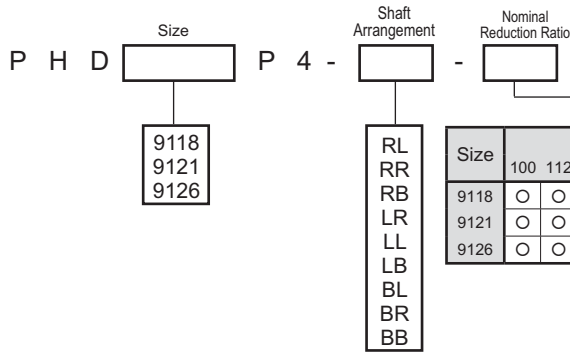 Size
Shaft
Arrangement
Nominal
Reduction Ratio
P H D P 4 - -
9118
9121
9126
RL
RR
RB
LR
LL
LB
BL
BR
BB
Size 100 112
9118 O O
9121 O O
9126 O O